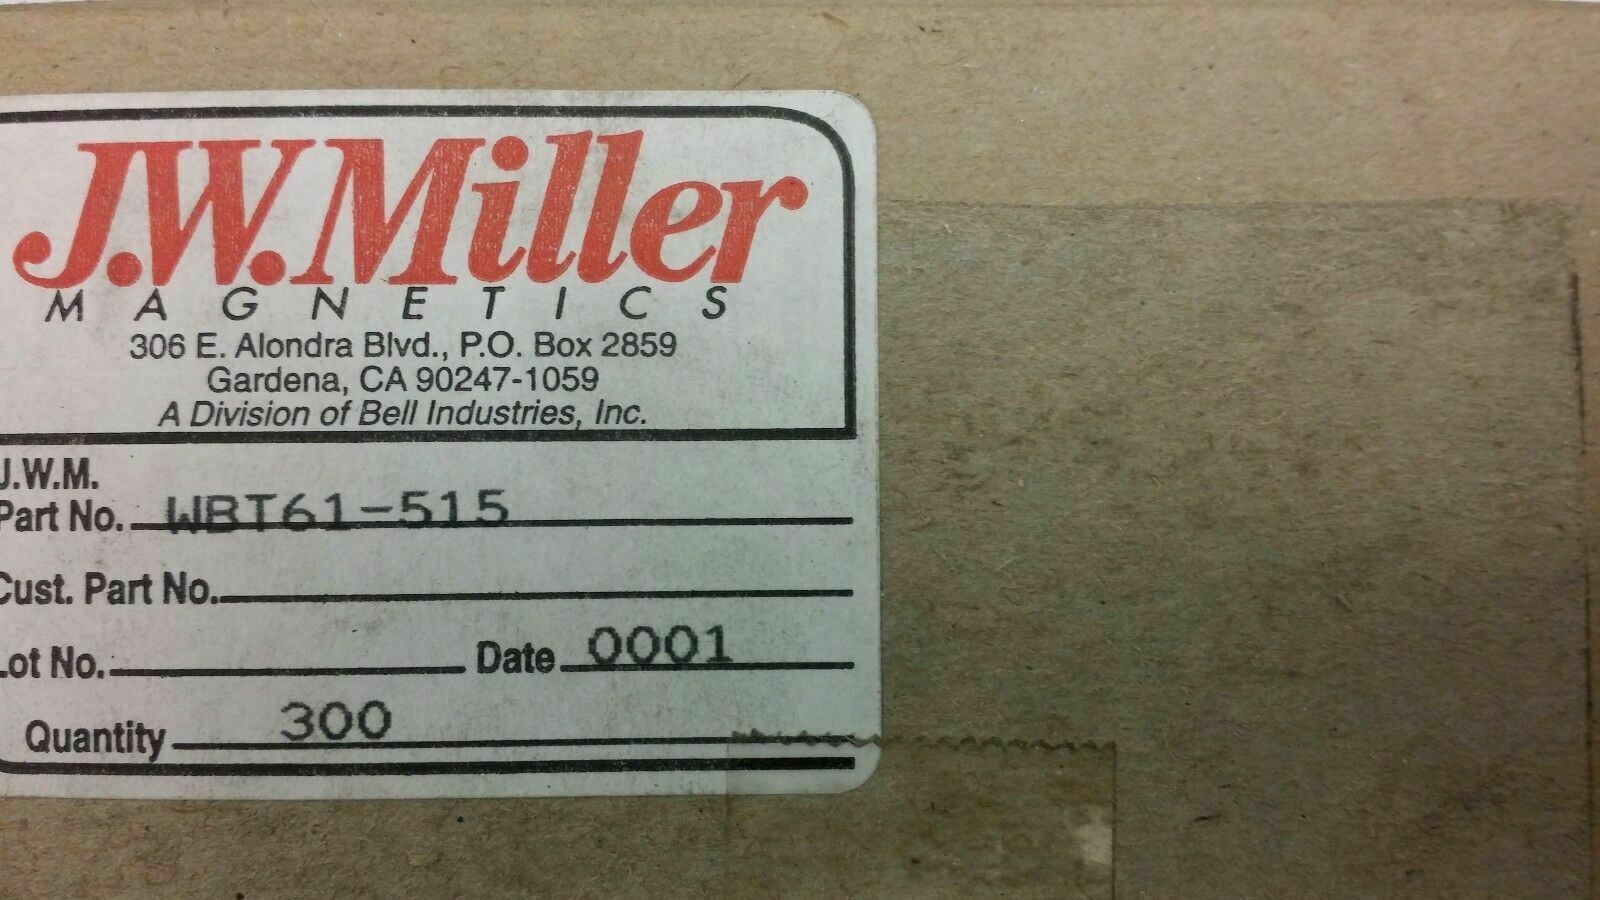 J.W. Miller
MAGNETICS
306 E. Alondra Blvd., P.O. Box 2859
Gardena, CA 90247-1059
A Division of Bell Industries, Inc.
J.W.M.
Part No. WBT61-515
Cust. Part No.
Lot No. Date 0001
Quantity 300